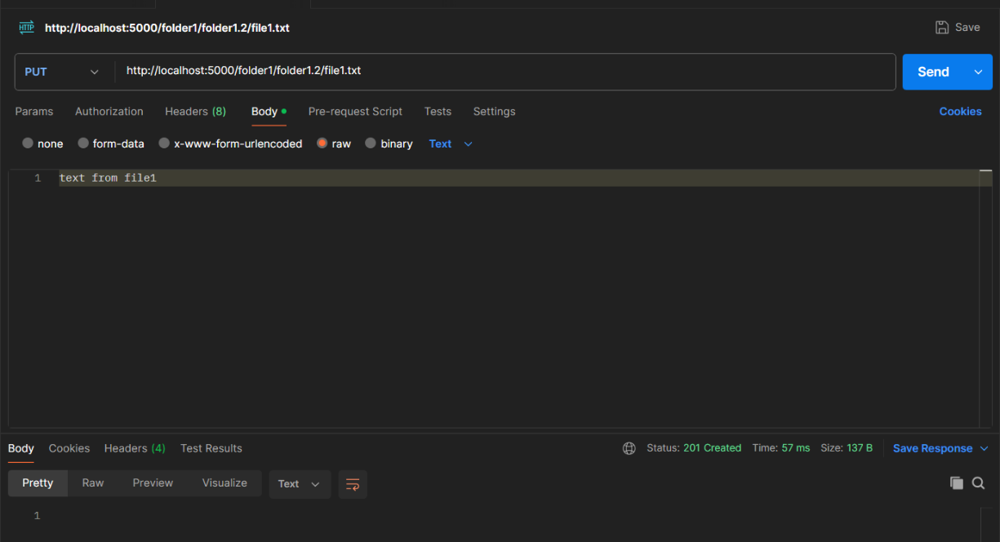 HTTP http://localhost:5000/folder1/folder1.2/file1.txt Save
PUT http://localhost:5000/folder1/folder1.2/file1.txt Send
Params Authorization Headers (8) Body Pre-request Script Tests Settings Cookies
none form-data x-www-form-urlencoded raw binary Text
1 text from file1
Body Cookies Headers (4) Test Results Status: 201 Created Time: 57 ms Size: 137 B Save Response
Pretty Raw Preview Visualize Text
1